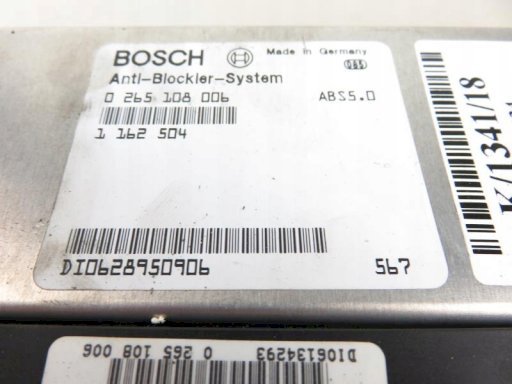 BOSCH Made in Germany
Anti-Blockier-System
0 265 108 006 ABS5.0
1 162 504
DI0628950906 567
K/1341/18
DI06134293 0 265 108 006